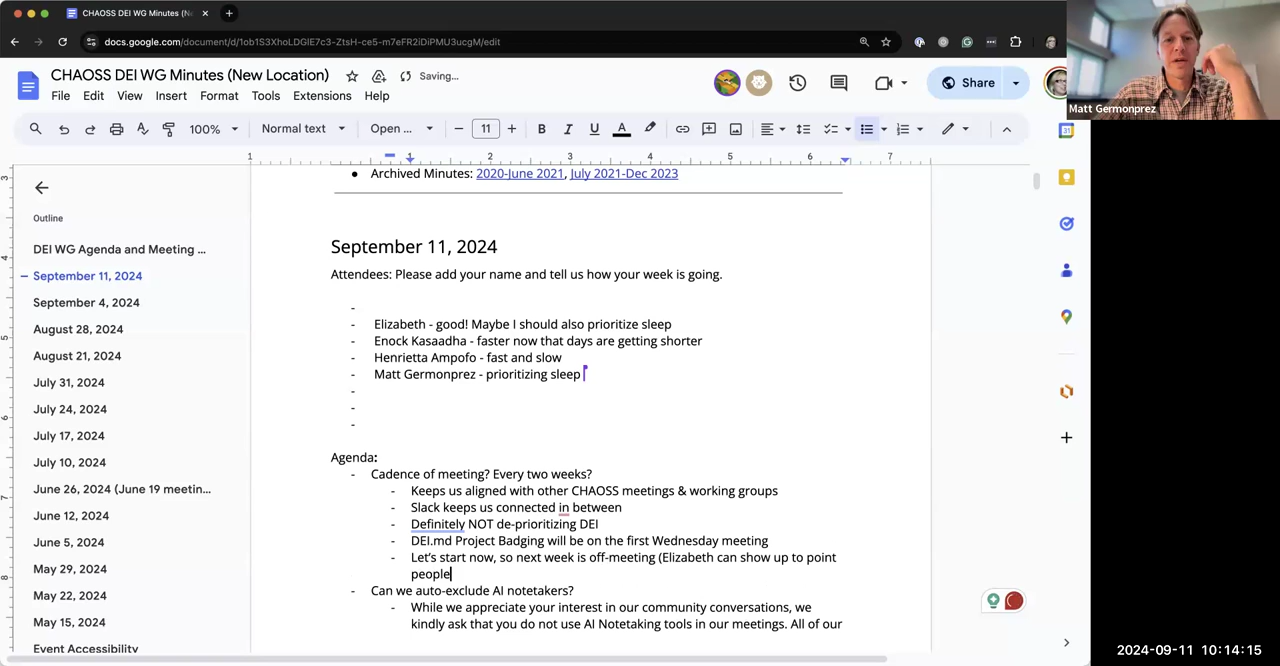 CHAOSS DEI WG Minutes (Ne
docs.google.com/document/d/1ob1S3XhoLDGIE7c3-ZtsH-ce5-m7eFR2iDiPMU3ucgM/edit
CHAOSS DEI WG Minutes (New Location)
Saving...
Share
File Edit View Insert Format Tools Extensions Help
Matt Germonprez
100% Normal text Open ... 11 B I U A
1 1 2 3 4 5 6 7
Archived Minutes: 2020-June 2021, July 2021-Dec 2023
Outline
DEI WG Agenda and Meeting ...
September 11, 2024
September 4, 2024
August 28, 2024
August 21, 2024
July 31, 2024
July 24, 2024
July 17, 2024
July 10, 2024
June 26, 2024 (June 19 meetin...
June 12, 2024
June 5, 2024
May 29, 2024
May 22, 2024
May 15, 2024
Event Accessibility
September 11, 2024
Attendees: Please add your name and tell us how your week is going.
-
- Elizabeth - good! Maybe I should also prioritize sleep
- Enock Kasaadha - faster now that days are getting shorter
- Henrietta Ampofo - fast and slow
- Matt Germonprez - prioritizing sleep
-
-
-
Agenda:
- Cadence of meeting? Every two weeks?
- Keeps us aligned with other CHAOSS meetings & working groups
- Slack keeps us connected in between
- Definitely NOT de-prioritizing DEI
- DEI.md Project Badging will be on the first Wednesday meeting
- Let's start now, so next week is off-meeting (Elizabeth can show up to point
people
- Can we auto-exclude AI notetakers?
- While we appreciate your interest in our community conversations, we
kindly ask that you do not use AI Notetaking tools in our meetings. All of our
2024-09-11 10:14:15